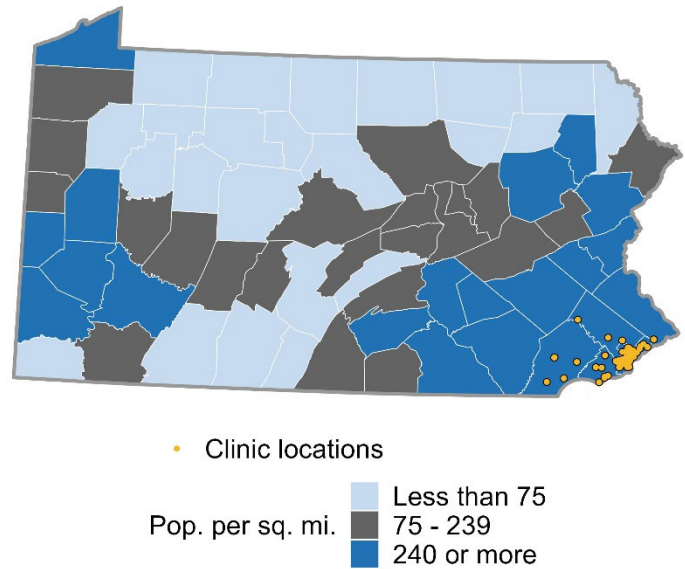 Clinic locations
Pop. per sq. mi.
Less than 75
75 - 239
240 or more